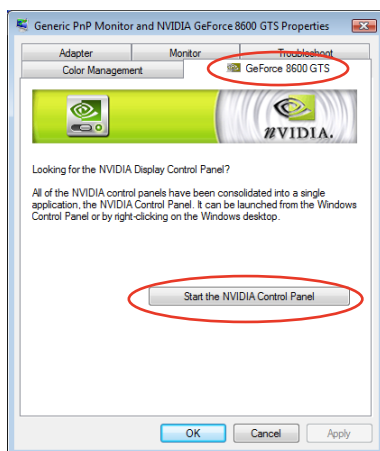 Generic PnP Monitor and NVIDIA GeForce 8600 GTS Properties
Adapter Monitor Troubleshoot
Color Management GeForce 8600 GTS
NVIDIA.
Looking for the NVIDIA Display Control Panel?
All of the NVIDIA control panels have been consolidated into a single
application, the NVIDIA Control Panel. It can be launched from the Windows
Control Panel or by right-clicking on the Windows desktop.
Start the NVIDIA Control Panel
OK Cancel Apply